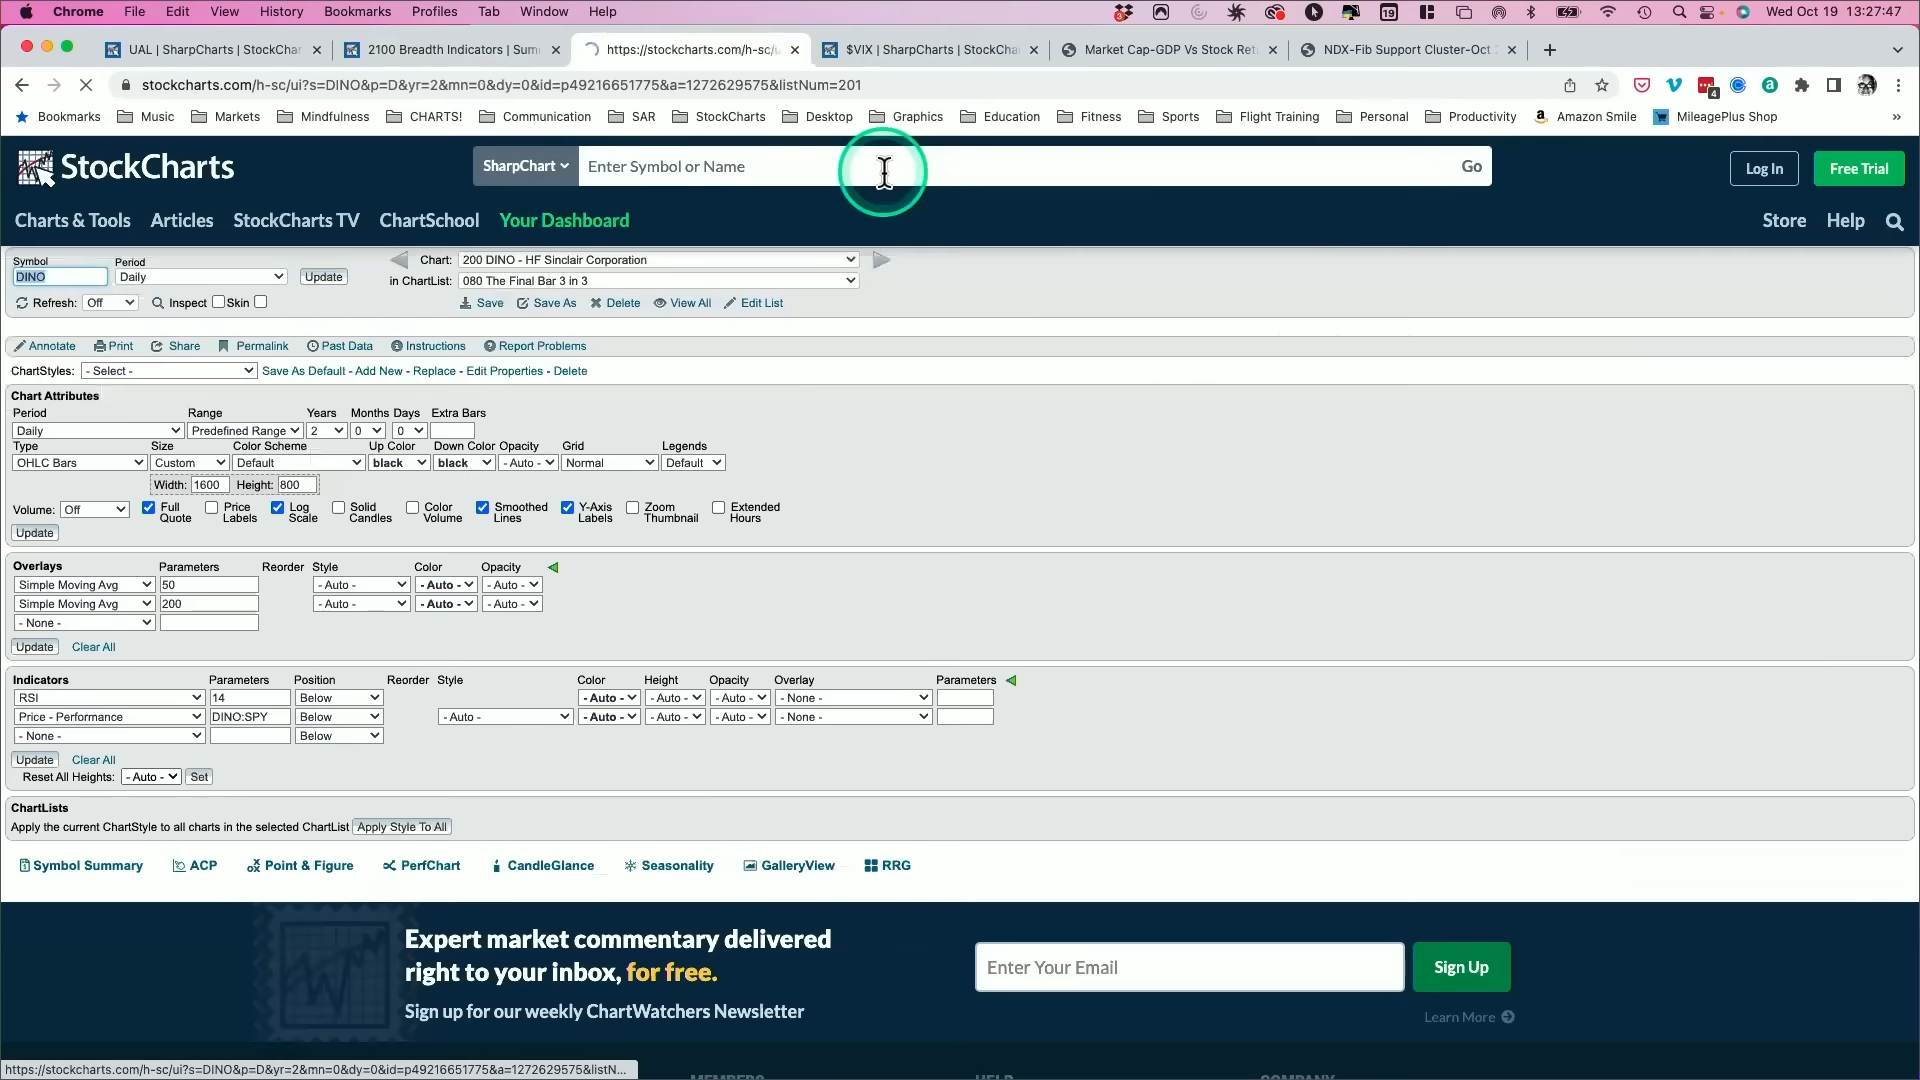 Chrome File Edit View History Bookmarks Profiles Tab Window Help 19 Wed Oct 19 13:27:47
UAL | SharpCharts | StockChar 2100 Breadth Indicators | Sum https://stockcharts.com/h-sc/u $VIX | SharpCharts | StockCha Market Cap-GDP Vs Stock Ret NDX-Fib Support Cluster-Oct
stockcharts.com/h-sc/ui?s=DINO&p=D&yr=2&mn=0&dy=0&id=p49216651775&a=1272629575&listNum=201
Bookmarks Music Markets Mindfulness CHARTS! Communication SAR StockCharts Desktop Graphics Education Fitness Sports Flight Training Personal Productivity Amazon Smile MileagePlus Shop »
StockCharts SharpChart Enter Symbol or Name Go Log In Free Trial
Charts & Tools Articles StockCharts TV ChartSchool Your Dashboard Store Help
Symbol Period Chart: 200 DINO - HF Sinclair Corporation
DINO Daily Update in ChartList: 080 The Final Bar 3 in 3
Refresh: Off Inspect Skin Save Save As Delete View All Edit List
Annotate Print Share Permalink Past Data Instructions Report Problems
ChartStyles: - Select - Save As Default - Add New - Replace - Edit Properties - Delete
Chart Attributes
Period Range Years Months Days Extra Bars
Daily Predefined Range 2 0 0
Type Size Color Scheme Up Color Down Color Opacity Grid Legends
OHLC Bars Custom Default black black - Auto - Normal Default
Width: 1600 Height: 800
Volume: Off Full Quote Price Labels Log Scale Solid Candles Color Volume Smoothed Lines Y-Axis Labels Zoom Thumbnail Extended Hours
Update
Overlays Parameters Reorder Style Color Opacity
Simple Moving Avg 50 - Auto - - Auto - - Auto -
Simple Moving Avg 200 - Auto - - Auto - - Auto -
- None -
Update Clear All
Indicators Parameters Position Reorder Style Color Height Opacity Overlay Parameters
RSI 14 Below - Auto - - Auto - - Auto - - None -
Price - Performance DINO:SPY Below - Auto - - Auto - - Auto - - Auto - - None -
- None - Below
Update Clear All
Reset All Heights: - Auto - Set
ChartLists
Apply the current ChartStyle to all charts in the selected ChartList Apply Style To All
Symbol Summary ACP Point & Figure PerfChart CandleGlance Seasonality GalleryView RRG
Expert market commentary delivered
right to your inbox, for free.
Enter Your Email Sign Up
Sign up for our weekly ChartWatchers Newsletter
Learn More
https://stockcharts.com/h-sc/ui?s=DINO&p=D&yr=2&mn=0&dy=0&id=p49216651775&a=1272629575&listN...
MEMBERS HELP COMPANY